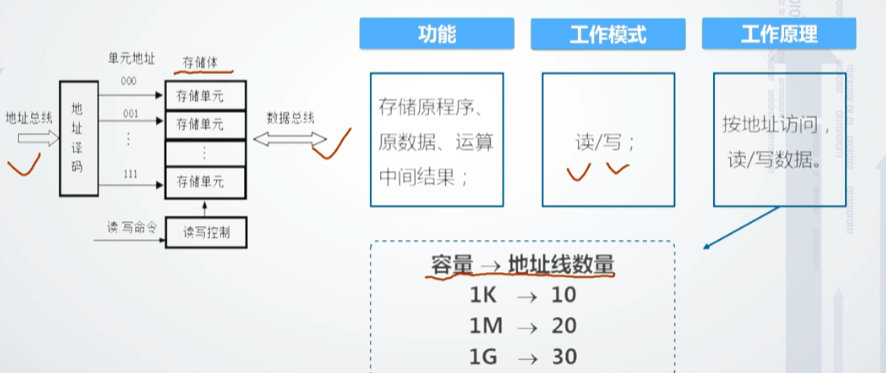 单元地址
存储体
000
存储单元
地址总线
地址译码
001
存储单元
数据总线
⋮
⋮
111
存储单元
读 写命令
读写控制
功能
工作模式
工作原理
存储原程序、
原数据、运算
中间结果；
读/写；
按地址访问，
读/写数据。
容量 → 地址线数量
1K → 10
1M → 20
1G → 30